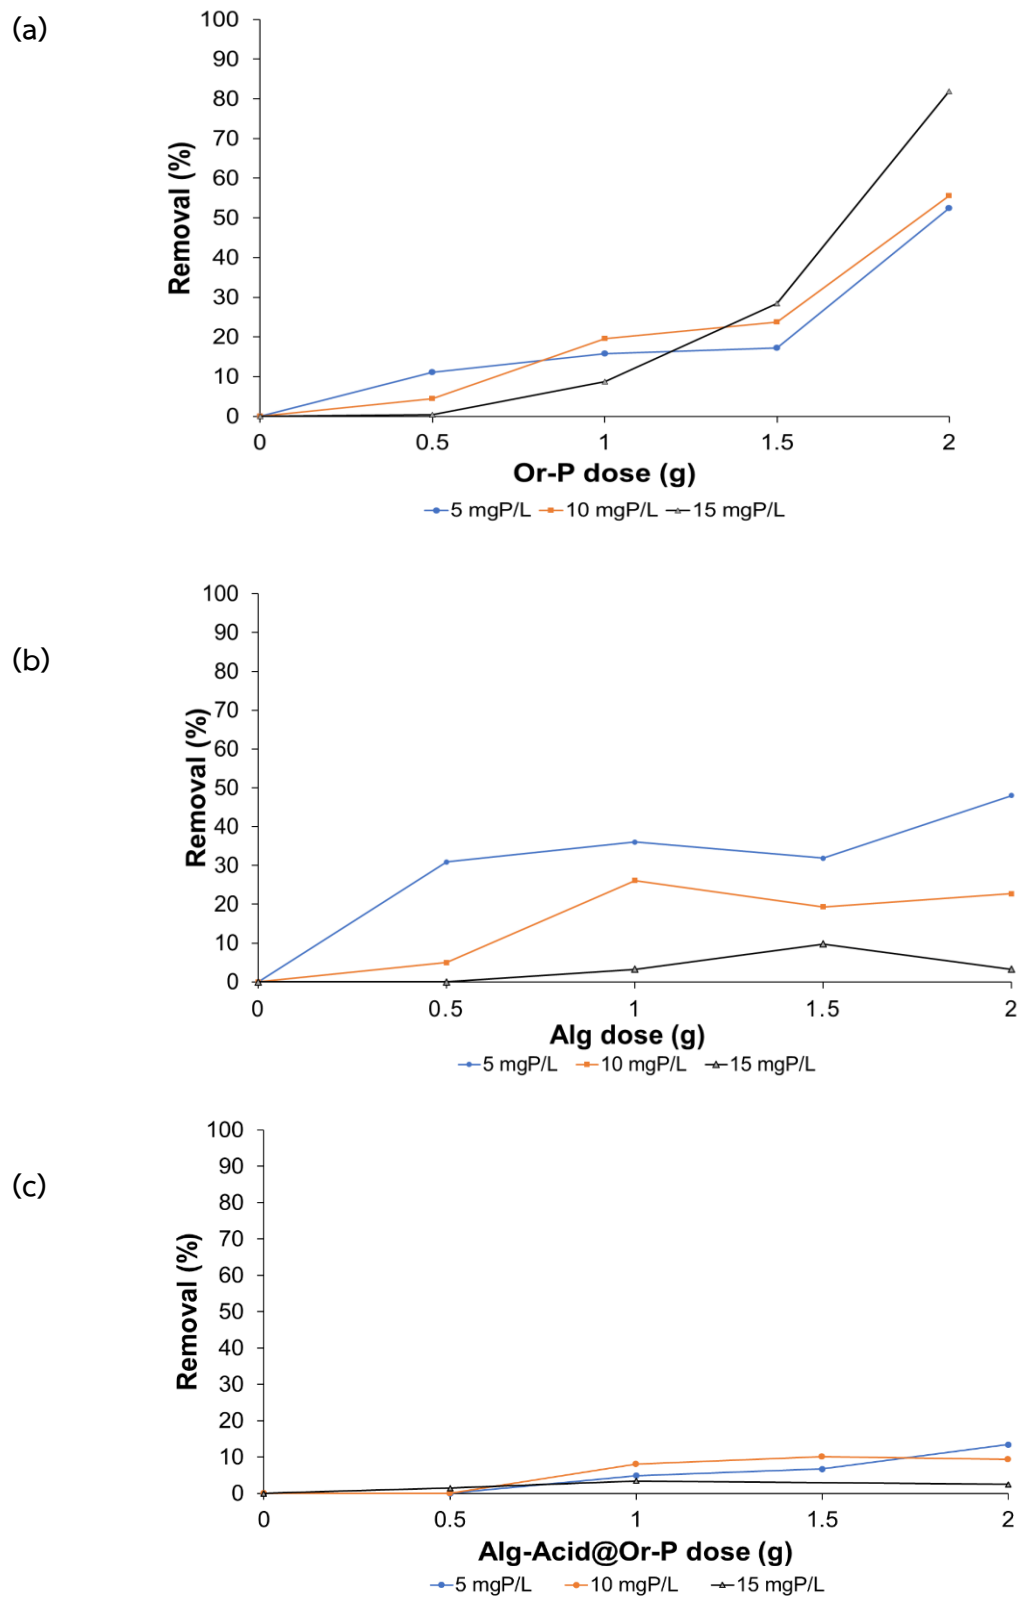 (a)
100
90
80
70
60
50
40
30
20
10
0
Removal (%)
0 0.5 1 1.5 2
Or-P dose (g)
5 mgP/L 10 mgP/L 15 mgP/L
(b)
100
90
80
70
60
50
40
30
20
10
0
Removal (%)
0 0.5 1 1.5 2
Alg dose (g)
5 mgP/L 10 mgP/L 15 mgP/L
(c)
100
90
80
70
60
50
40
30
20
10
0
Removal (%)
0 0.5 1 1.5 2
Alg-Acid@Or-P dose (g)
5 mgP/L 10 mgP/L 15 mgP/L